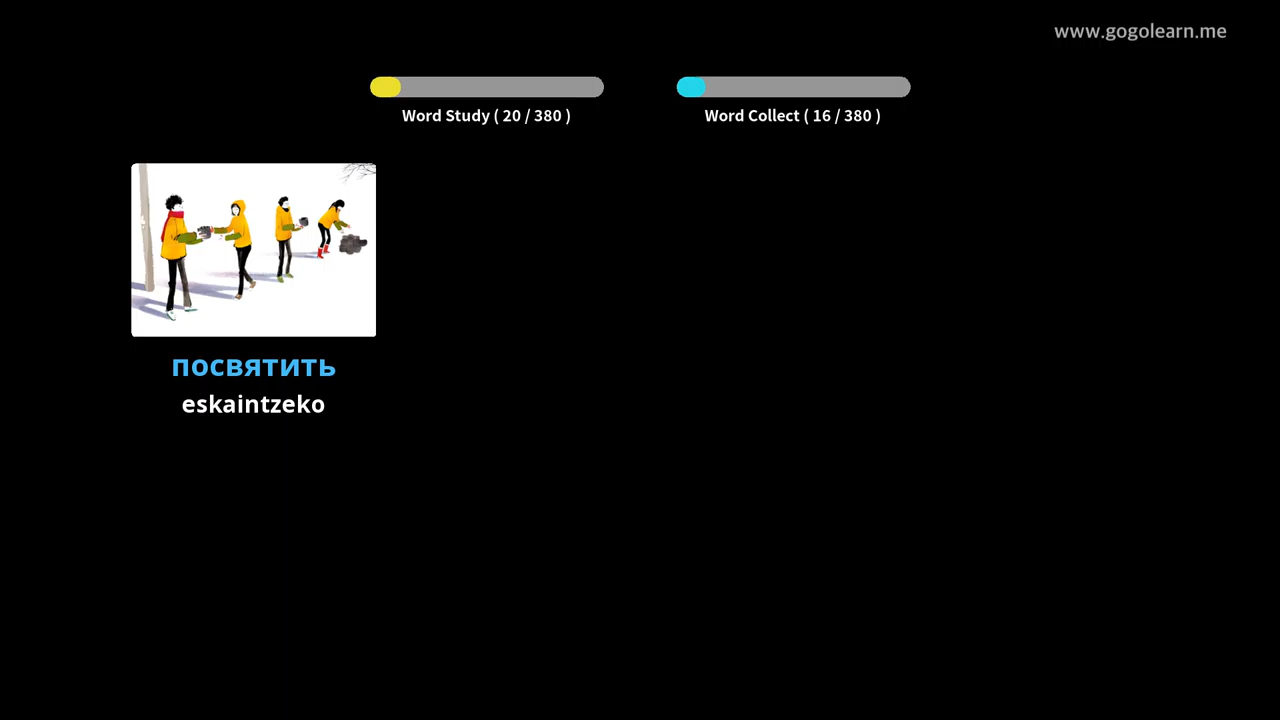 www.gogolearn.me
Word Study ( 20 / 380 )
Word Collect ( 16 / 380 )
посвятить
eskaintzeko